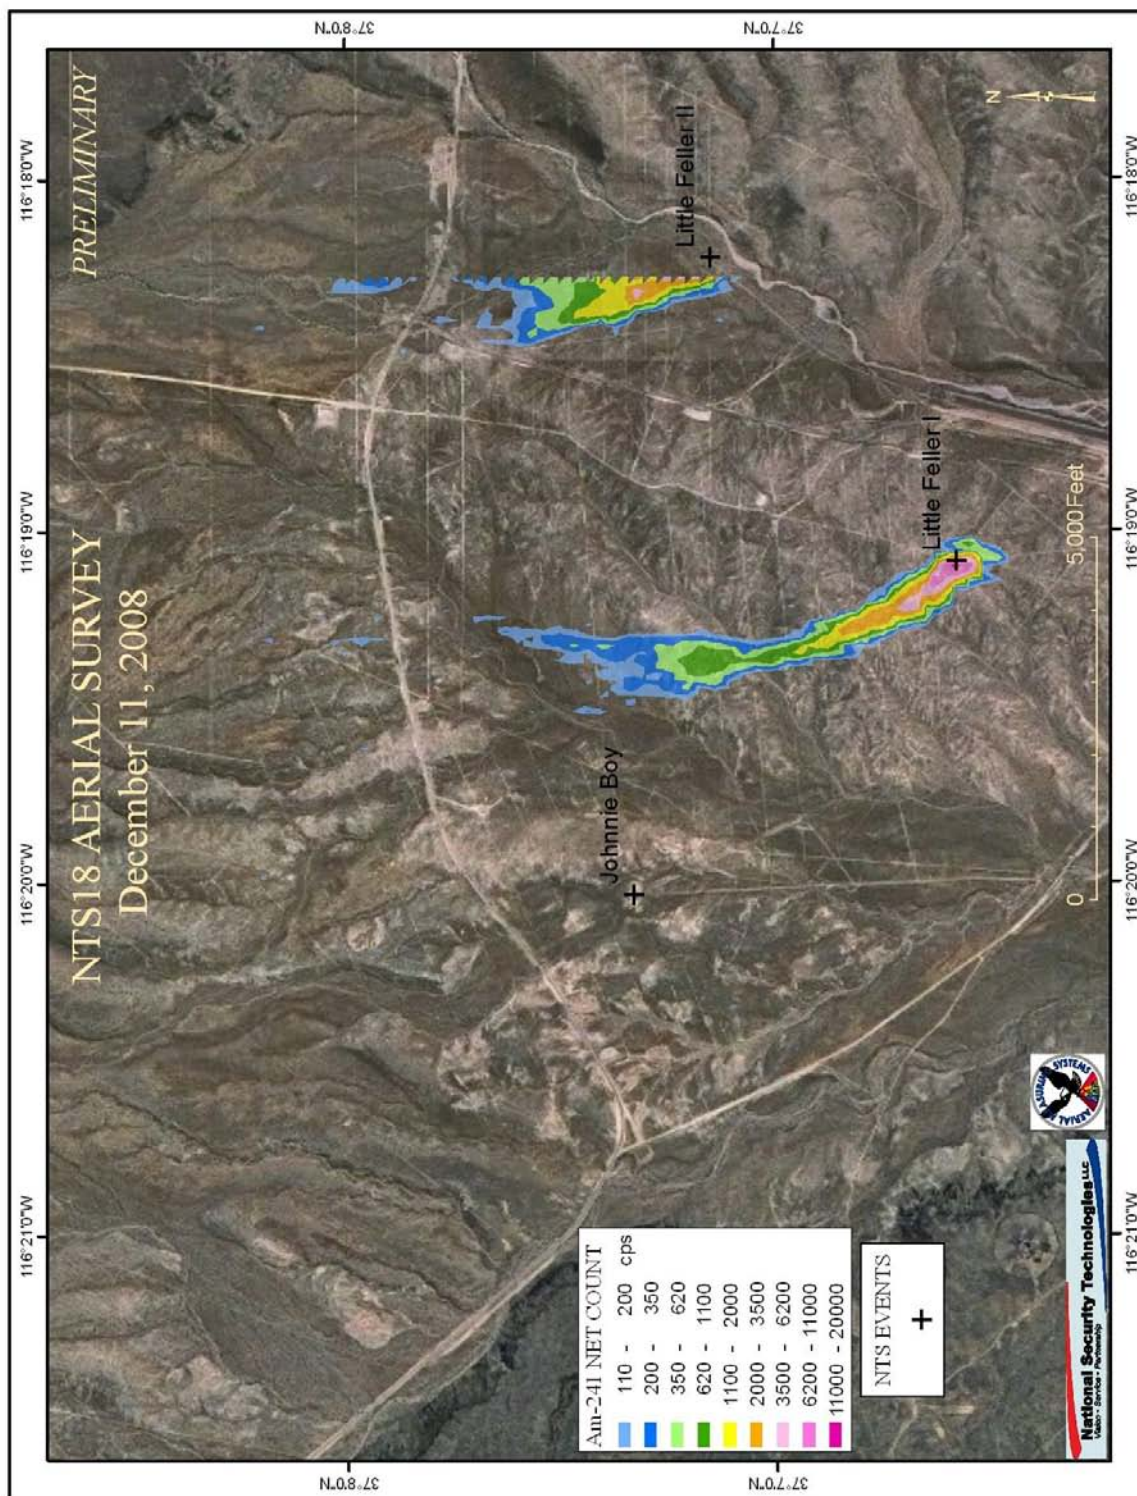 NTS18 AERIAL SURVEY
December 11, 2008
PRELIMINARY
116°21'0"W
116°20'0"W
116°19'0"W
116°18'0"W
37°8'0"N
37°7'0"N
37°8'0"N
37°7'0"N
Johnnie Boy
Little Feller I
Little Feller II
N
Am-241 NET COUNT
110 - 200 cps
200 - 350
350 - 620
620 - 1100
1100 - 2000
2000 - 3500
3500 - 6200
6200 - 11000
11000 - 20000
NTS EVENTS
National Security Technologies LLC
Vision • Service • Partnership
AERIAL MEASURING SYSTEMS
0 5,000 Feet
116°21'0"W
116°20'0"W
116°19'0"W
116°18'0"W